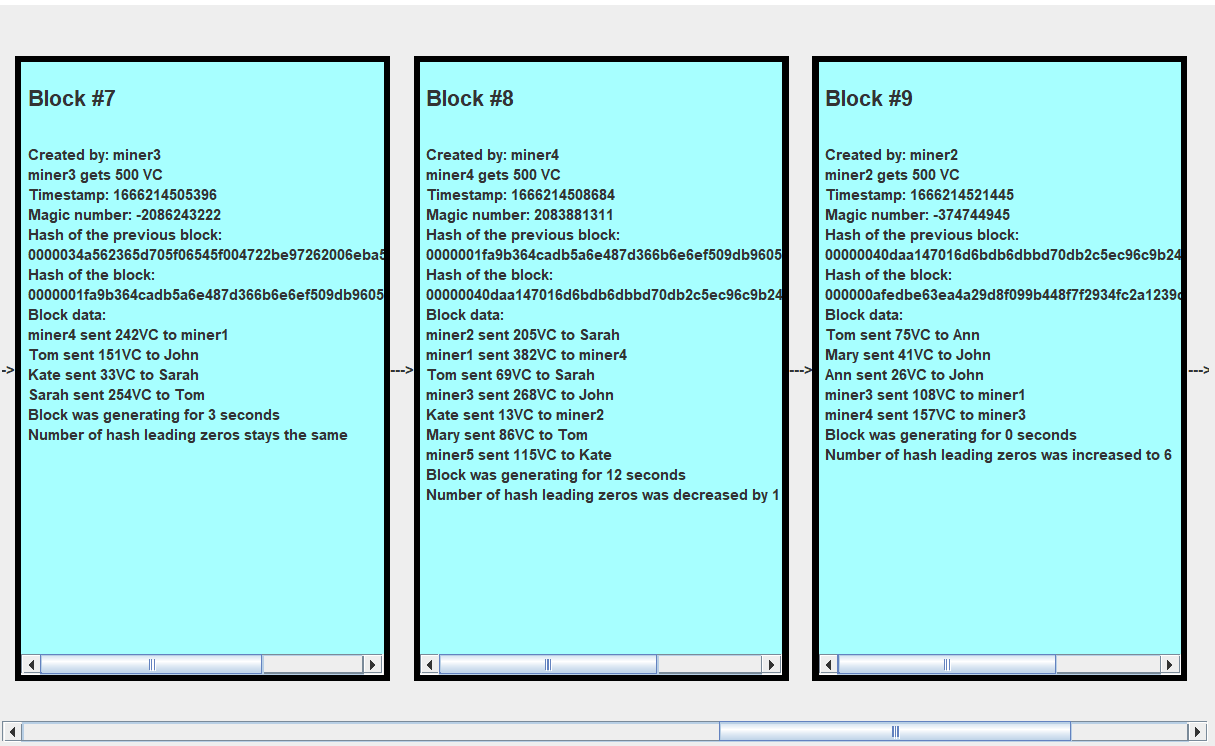 Block #7
Created by: miner3
miner3 gets 500 VC
Timestamp: 1666214505396
Magic number: -2086243222
Hash of the previous block:
0000034a562365d705f06545f004722be97262006eba5
Hash of the block:
0000001fa9b364cadb5a6e487d366b6e6ef509db9605
Block data:
miner4 sent 242VC to miner1
Tom sent 151VC to John
Kate sent 33VC to Sarah
Sarah sent 254VC to Tom
Block was generating for 3 seconds
Number of hash leading zeros stays the same
Block #8
Created by: miner4
miner4 gets 500 VC
Timestamp: 1666214508684
Magic number: 2083881311
Hash of the previous block:
0000001fa9b364cadb5a6e487d366b6e6ef509db9605
Hash of the block:
00000040daa147016d6bdb6dbbd70db2c5ec96c9b24
Block data:
miner2 sent 205VC to Sarah
miner1 sent 382VC to miner4
Tom sent 69VC to Sarah
miner3 sent 268VC to John
Kate sent 13VC to miner2
Mary sent 86VC to Tom
miner5 sent 115VC to Kate
Block was generating for 12 seconds
Number of hash leading zeros was decreased by 1
Block #9
Created by: miner2
miner2 gets 500 VC
Timestamp: 1666214521445
Magic number: -374744945
Hash of the previous block:
00000040daa147016d6bdb6dbbd70db2c5ec96c9b24
Hash of the block:
000000afedbe63ea4a29d8f099b448f7f2934fc2a1239c
Block data:
Tom sent 75VC to Ann
Mary sent 41VC to John
Ann sent 26VC to John
miner3 sent 108VC to miner1
miner4 sent 157VC to miner3
Block was generating for 0 seconds
Number of hash leading zeros was increased to 6